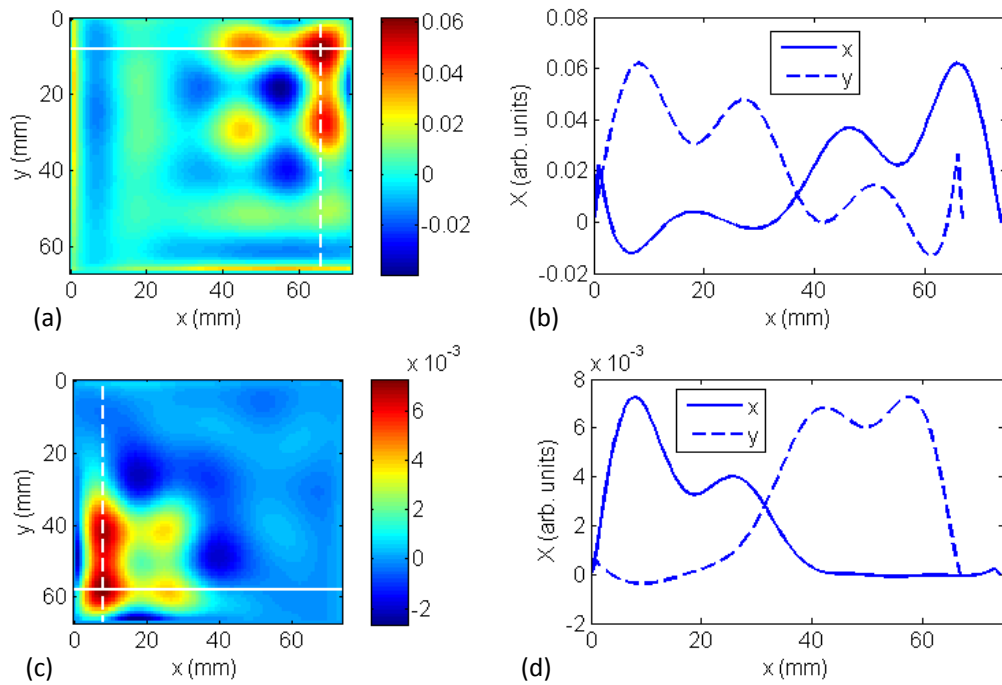 0
20
40
60
y (mm)
0 20 40 60
x (mm)
(a)
0.06
0.04
0.02
0
-0.02
0.08
0.06
0.04
0.02
0
-0.02
X (arb. units)
x
y
0 20 40 60
x (mm)
(b)
0
20
40
60
y (mm)
0 20 40 60
x (mm)
(c)
x 10⁻³
6
4
2
0
-2
x 10⁻³
8
6
4
2
0
-2
X (arb. units)
x
y
0 20 40 60
x (mm)
(d)